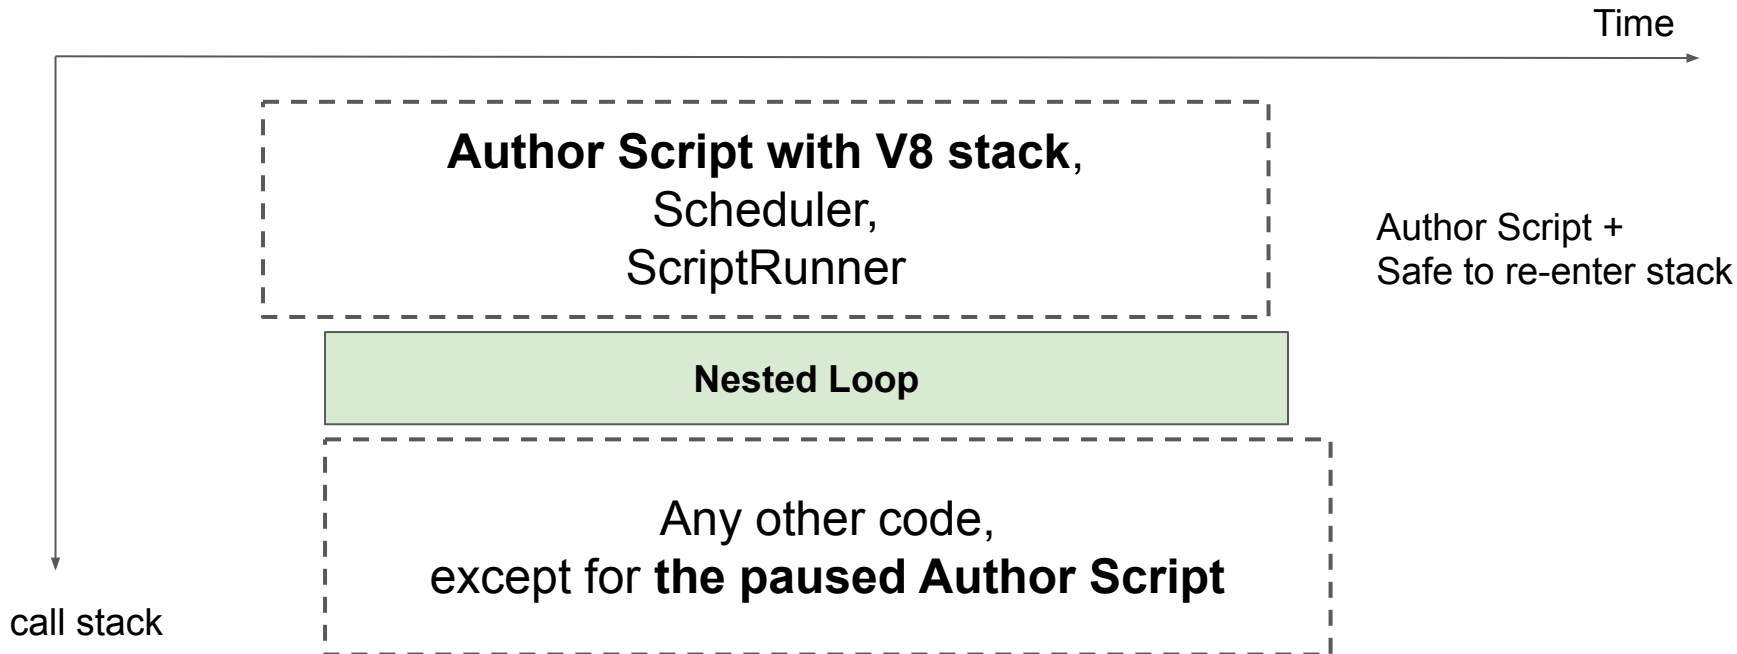 Time
Author Script with V8 stack,
Scheduler,
ScriptRunner
Author Script +
Safe to re-enter stack
Nested Loop
Any other code,
except for the paused Author Script
call stack